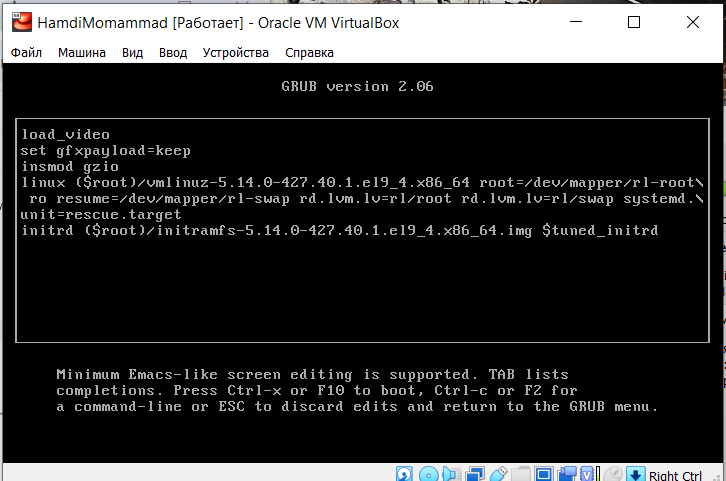 HamdiMomammad [Работает] - Oracle VM VirtualBox
Файл Машина Вид Ввод Устройства Справка
GRUB version 2.06
load_video
set gfxpayload=keep
insmod gzio
linux ($root)/vmlinuz-5.14.0-427.40.1.el9_4.x86_64 root=/dev/mapper/rl-root\
ro resume=/dev/mapper/rl-swap rd.lvm.lv=rl/root rd.lvm.lv=rl/swap systemd.\
unit=rescue.target
initrd ($root)/initramfs-5.14.0-427.40.1.el9_4.x86_64.img $tuned_initrd
Minimum Emacs-like screen editing is supported. TAB lists
completions. Press Ctrl-x or F10 to boot, Ctrl-c or F2 for
a command-line or ESC to discard edits and return to the GRUB menu.
Right Ctrl